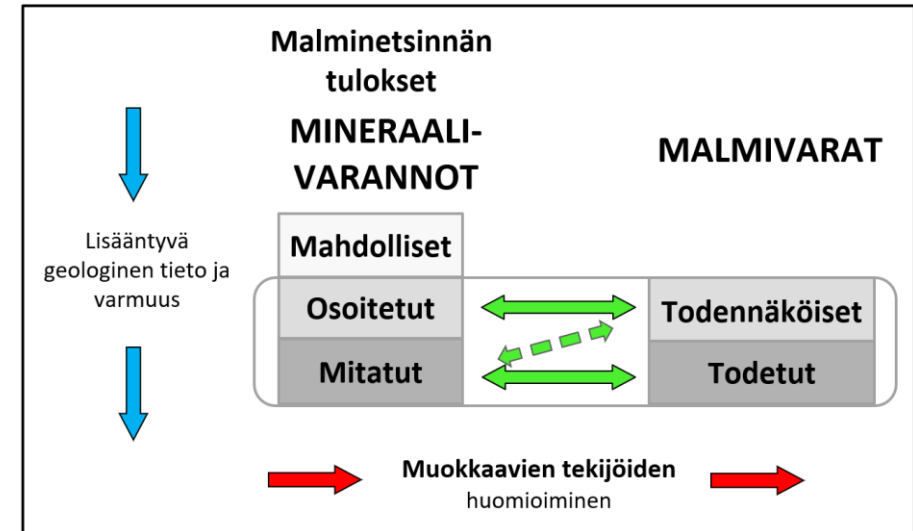 Malminetsinnän
tulokset
MINERAALI-
VARANNOT
MALMIVARAT
Lisääntyvä
geologinen tieto ja
varmuus
Mahdolliset
Osoitetut
Todennäköiset
Mitatut
Todetut
Muokkaavien tekijöiden
huomioiminen